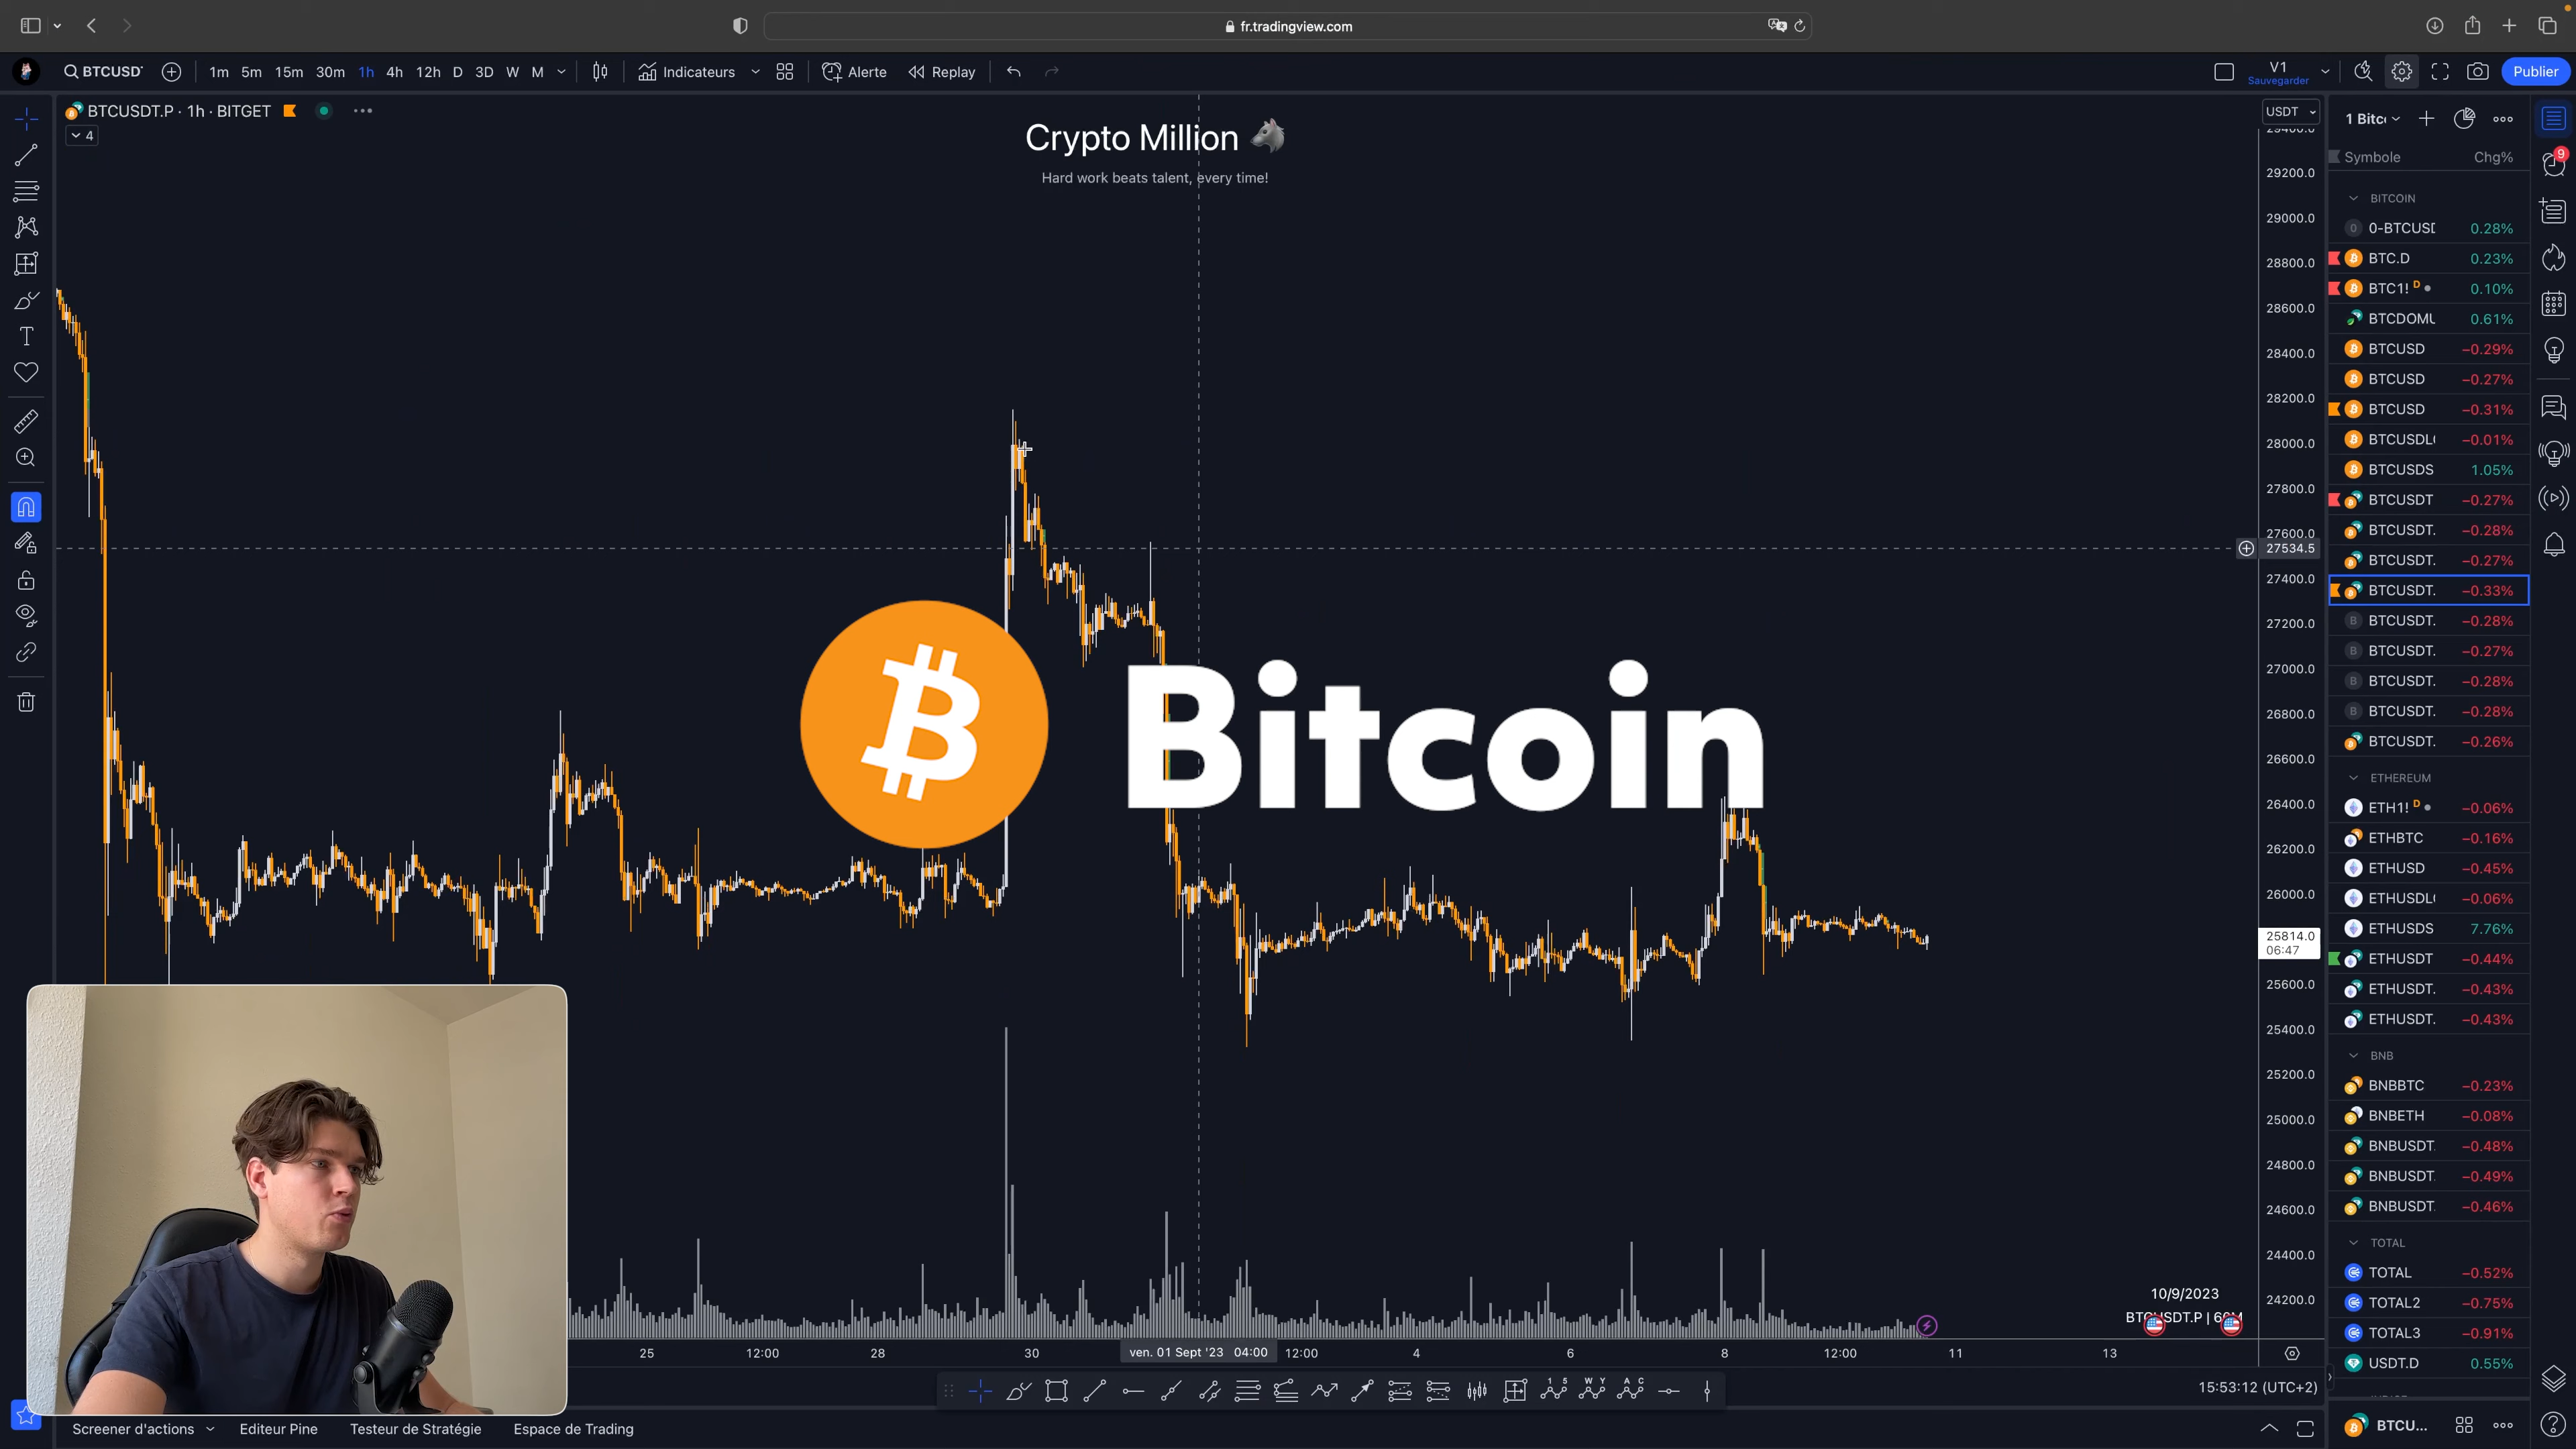 fr.tradingview.com
BTCUSDT
1m 5m 15m 30m 1h 4h 12h D 3D W M
Indicateurs
Alerte
Replay
V1
Sauvegarder
Publier
BTCUSDT.P · 1h · BITGET
4
Crypto Million
Hard work beats talent, every time!
USDT
29400.0
29200.0
29000.0
28800.0
28600.0
28400.0
28200.0
28000.0
27800.0
27600.0
27534.5
27400.0
27200.0
27000.0
26800.0
26600.0
26400.0
26200.0
26000.0
25814.0
06:47
25600.0
25400.0
25200.0
25000.0
24800.0
24600.0
24400.0
24200.0
Bitcoin
1 Bitc
Symbole Chg%
9
BITCOIN
0-BTCUSD 0.28%
BTC.D 0.23%
BTC1! D 0.10%
BTCDOMU 0.61%
BTCUSD −0.29%
BTCUSD −0.27%
BTCUSD −0.31%
BTCUSDL −0.01%
BTCUSDS 1.05%
BTCUSDT −0.27%
BTCUSDT. −0.28%
BTCUSDT. −0.27%
BTCUSDT. −0.33%
BTCUSDT. −0.28%
BTCUSDT. −0.27%
BTCUSDT. −0.28%
BTCUSDT. −0.28%
BTCUSDT. −0.26%
ETHEREUM
ETH1! D −0.06%
ETHBTC −0.16%
ETHUSD −0.45%
ETHUSDL −0.06%
ETHUSDS 7.76%
ETHUSDT −0.44%
ETHUSDT. −0.43%
ETHUSDT. −0.43%
BNB
BNBBTC −0.23%
BNBETH −0.08%
BNBUSDT −0.48%
BNBUSDT −0.49%
BNBUSDT −0.46%
TOTAL
TOTAL −0.52%
TOTAL2 −0.75%
TOTAL3 −0.91%
USDT.D 0.55%
10/9/2023
BTCUSDT.P | 60M
25 12:00 28 30 ven. 01 Sept '23 04:00 12:00 4 6 8 12:00 11 13
15:53:12 (UTC+2)
Screener d'actions
Editeur Pine
Testeur de Stratégie
Espace de Trading
BTCU...